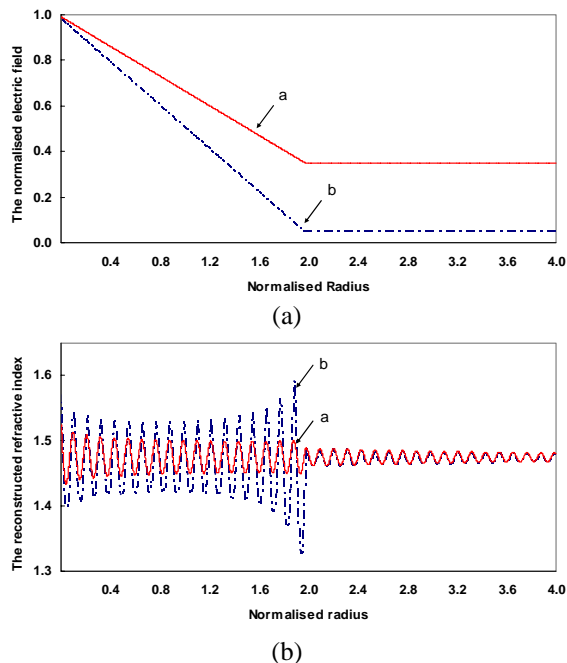 The normalised electric field
1.0
0.8
0.6
0.4
0.2
0.0
a
b
0.4 0.8 1.2 1.6 2.0 2.4 2.8 3.2 3.6 4.0
Normalised Radius
(a)
The reconstructed refractive index
1.6
1.5
1.4
1.3
b
a
0.4 0.8 1.2 1.6 2.0 2.4 2.8 3.2 3.6 4.0
Normalised radius
(b)